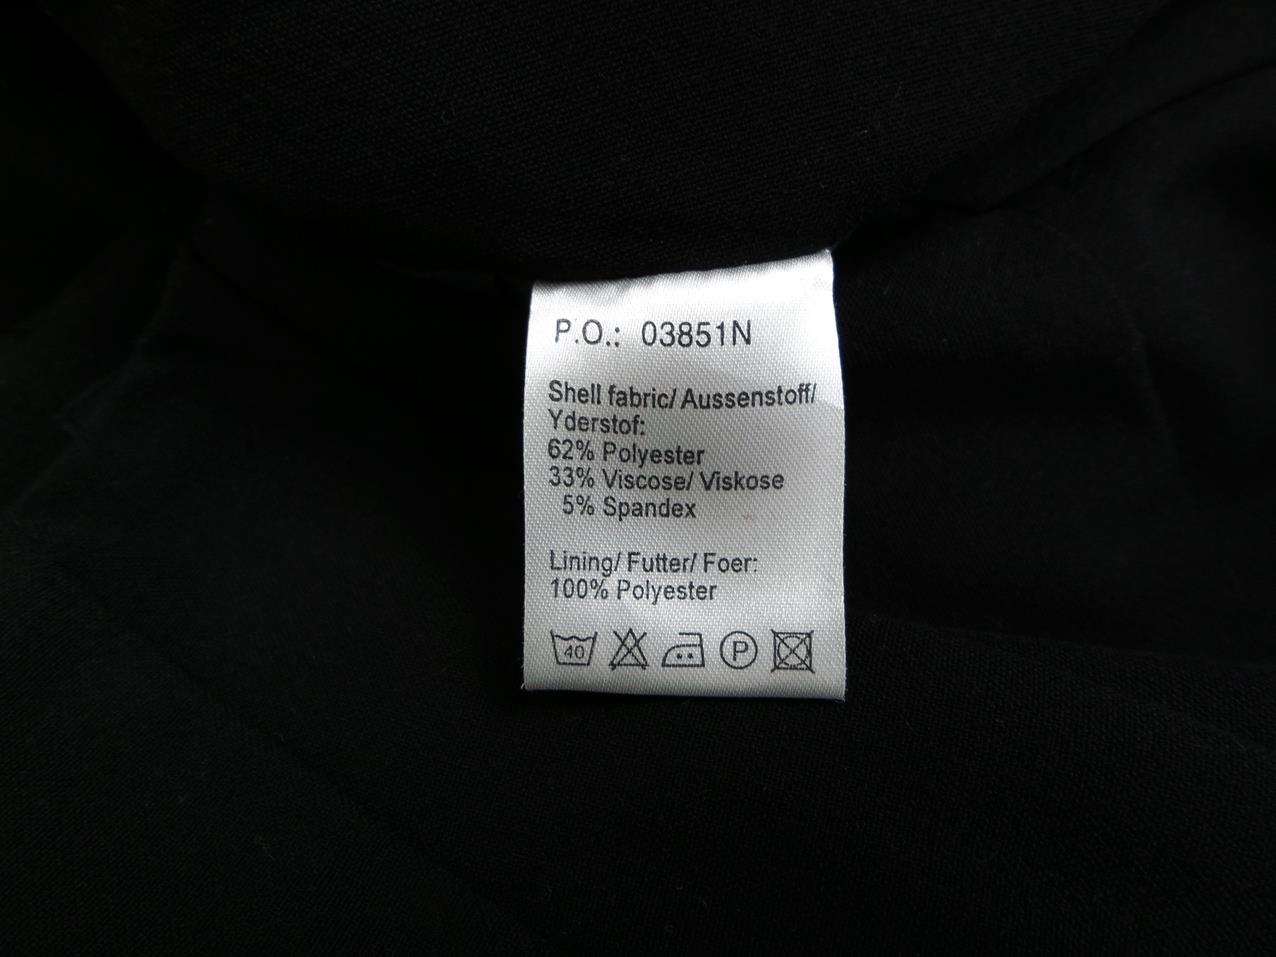 P.O.: 03851N
Shell fabric/ Aussenstoff/
Yderstof:
62% Polyester
33% Viscose/ Viskose
5% Spandex
Lining/ Futter/ Foer:
100% Polyester
40 P